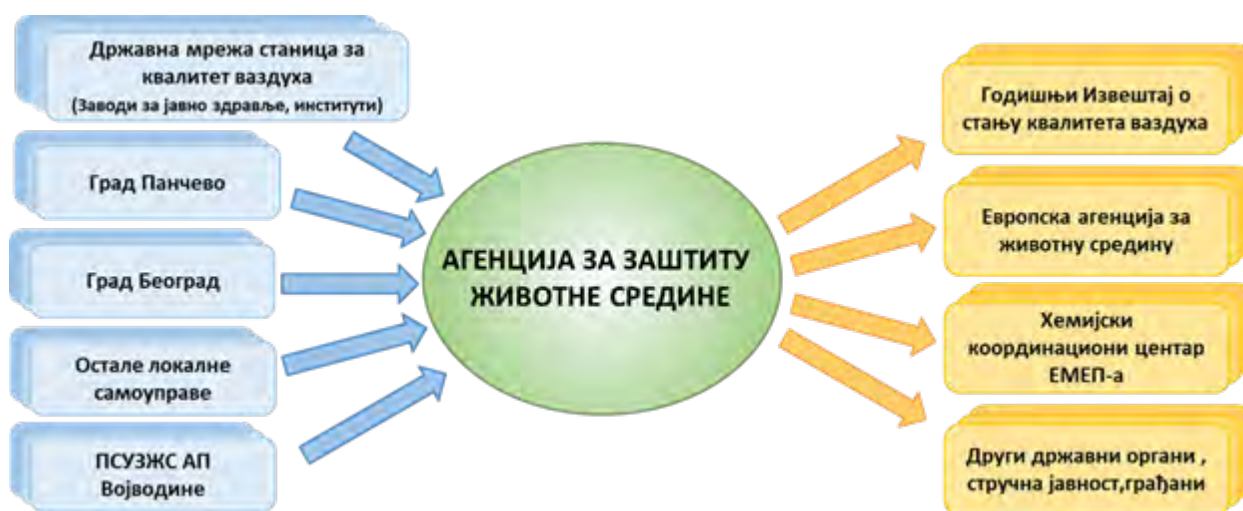 Државна мрежа станица за
квалитет ваздуха
(Заводи за јавно здравље, институти)
Град Панчево
Град Београд
Остале локалне
самоуправе
ПСУЗЖС АП
Војводине
АГЕНЦИЈА ЗА ЗАШТИТУ
ЖИВОТНЕ СРЕДИНЕ
Годишњи Извештај о
стању квалитета ваздуха
Европска агенција за
животну средину
Хемијски
координациони центар
ЕМЕП-а
Други државни органи ,
стручна јавност,грађани